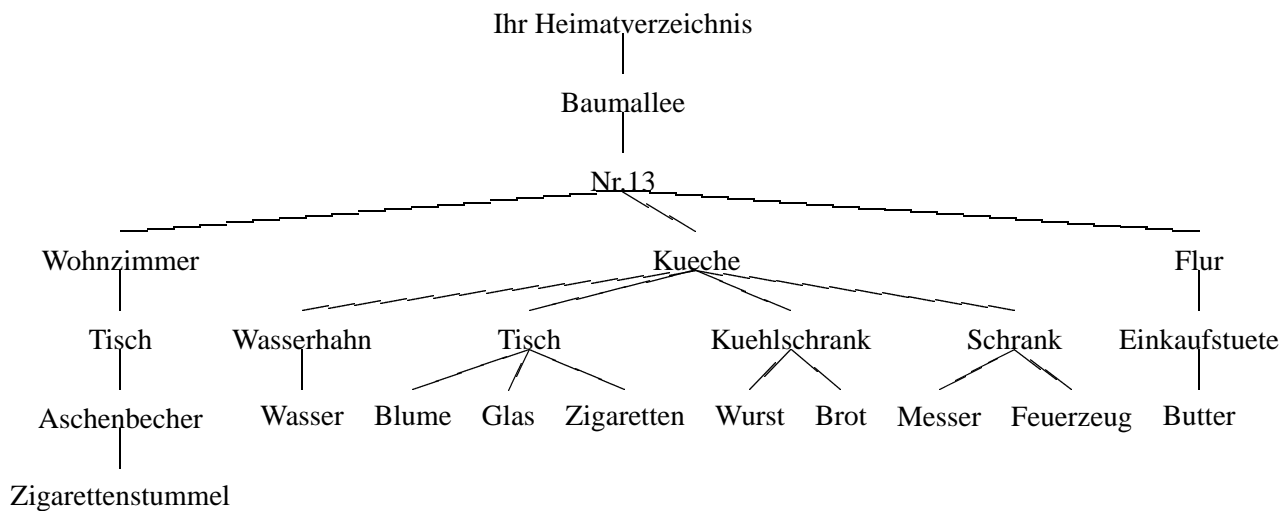 Ihr Heimatverzeichnis
Baumallee
Nr.13
Wohnzimmer Kueche Flur
Tisch Wasserhahn Tisch Kuehlschrank Schrank Einkaufstuete
Aschenbecher Wasser Blume Glas Zigaretten Wurst Brot Messer Feuerzeug Butter
Zigarettenstummel